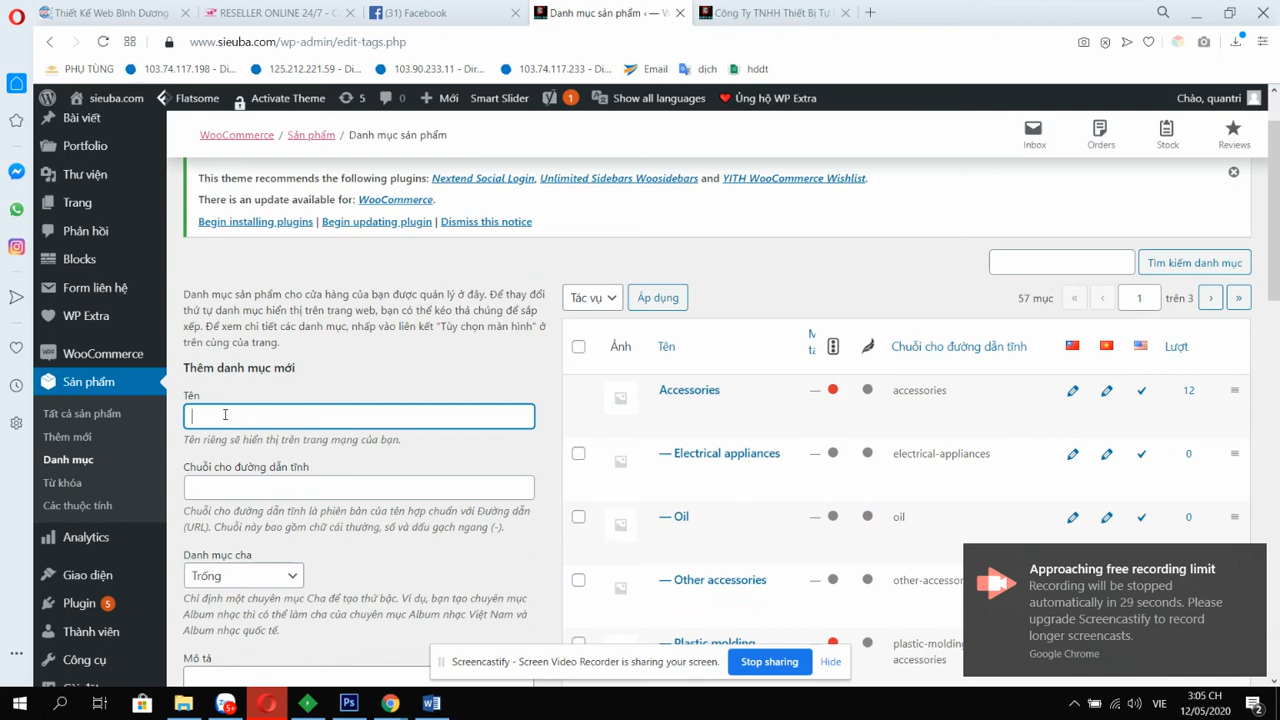 Thiết Kế Web Bình Dương
RESELLER ONLINE 24/7 - C
(31) Facebook
Danh mục sản phẩm ‹ — W
Công Ty TNHH Thiết Bị Tự
www.sieuba.com/wp-admin/edit-tags.php
PHỤ TÙNG
103.74.117.198 - Di...
125.212.221.59 - Di...
103.90.233.11 - Dir...
103.74.117.233 - Di...
Email
dịch
hddt
sieuba.com
Flatsome
Activate Theme
5
0
Mới
Smart Slider
1
Show all languages
Ủng hộ WP Extra
Chào, quantri
Bài viết
Portfolio
Thư viện
Trang
Phản hồi
Blocks
Form liên hệ
WP Extra
WooCommerce
Sản phẩm
Tất cả sản phẩm
Thêm mới
Danh mục
Từ khóa
Các thuộc tính
Analytics
Giao diện
Plugin 5
Thành viên
Công cụ
WooCommerce / Sản phẩm / Danh mục sản phẩm
Inbox
Orders
Stock
Reviews
This theme recommends the following plugins: Nextend Social Login, Unlimited Sidebars Woosidebars and YITH WooCommerce Wishlist.
There is an update available for: WooCommerce.
Begin installing plugins | Begin updating plugin | Dismiss this notice
Tìm kiếm danh mục
Danh mục sản phẩm cho cửa hàng của bạn được quản lý ở đây. Để thay đổi
thứ tự danh mục hiển thị trên trang web, bạn có thể kéo thả chúng để sắp
xếp. Để xem chi tiết các danh mục, nhấp vào liên kết "Tùy chọn màn hình" ở
trên cùng của trang.
Thêm danh mục mới
Tên
Tên riêng sẽ hiển thị trên trang mạng của bạn.
Chuỗi cho đường dẫn tĩnh
Chuỗi cho đường dẫn tĩnh là phiên bản của tên hợp chuẩn với Đường dẫn
(URL). Chuỗi này bao gồm chữ cái thường, số và dấu gạch ngang (-).
Danh mục cha
Trống
Chỉ định một chuyên mục Cha để tạo thứ bậc. Ví dụ, bạn tạo chuyên mục
Album nhạc thì có thể làm cha của chuyên mục Album nhạc Việt Nam và
Album nhạc quốc tế.
Mô tả
Tác vụ
Áp dụng
57 mục
«
‹
1
trên 3
›
»
Ảnh
Tên
M
tả
Chuỗi cho đường dẫn tĩnh
Lượt
Accessories
—
accessories
12
— Electrical appliances
—
electrical-appliances
0
— Oil
—
oil
0
— Other accessories
—
other-accessor
— Plastic molding
plastic-molding
accessories
Approaching free recording limit
Recording will be stopped
automatically in 29 seconds. Please
upgrade Screencastify to record
longer screencasts.
Google Chrome
Screencastify - Screen Video Recorder is sharing your screen.
Stop sharing
Hide
5+
VIE
3:05 CH
12/05/2020
2